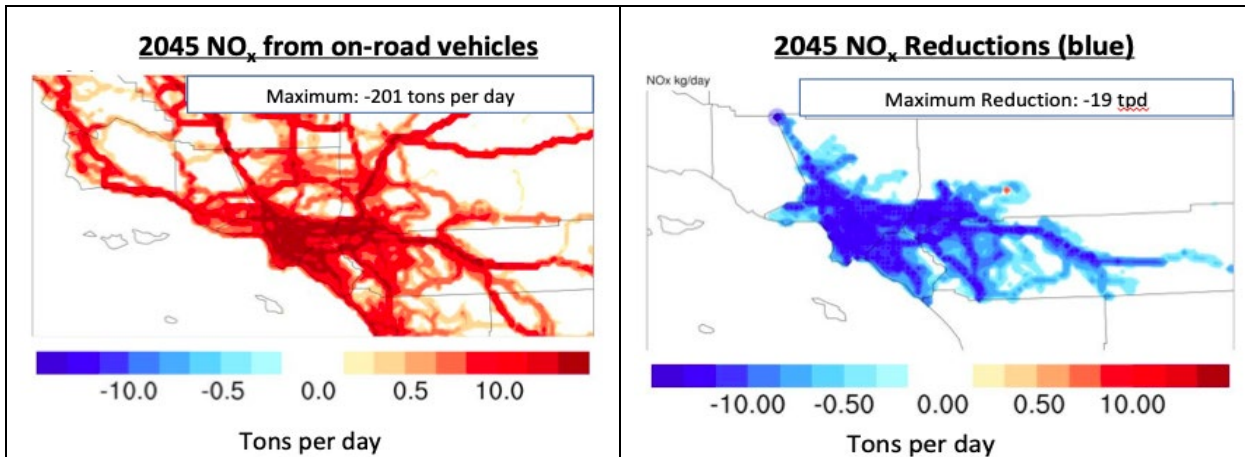 2045 NOx from on-road vehicles
Maximum: -201 tons per day
-10.0 -0.5 0.0 0.5 10.0
Tons per day
2045 NOx Reductions (blue)
NOx kg/day
Maximum Reduction: -19 tpd
-10.00 -0.50 0.00 0.50 10.00
Tons per day